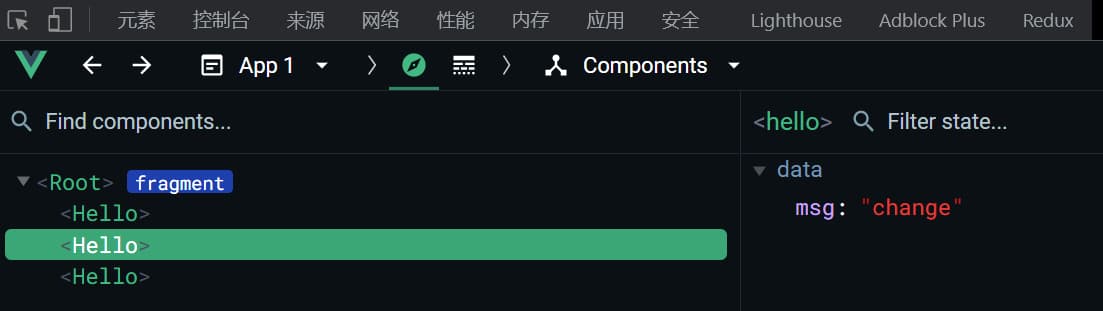 元素 控制台 来源 网络 性能 内存 应用 安全 Lighthouse Adblock Plus Redux
App 1 Components
Find components...
<hello> Filter state...
<Root> fragment
data
<Hello>
msg: "change"
<Hello>
<Hello>